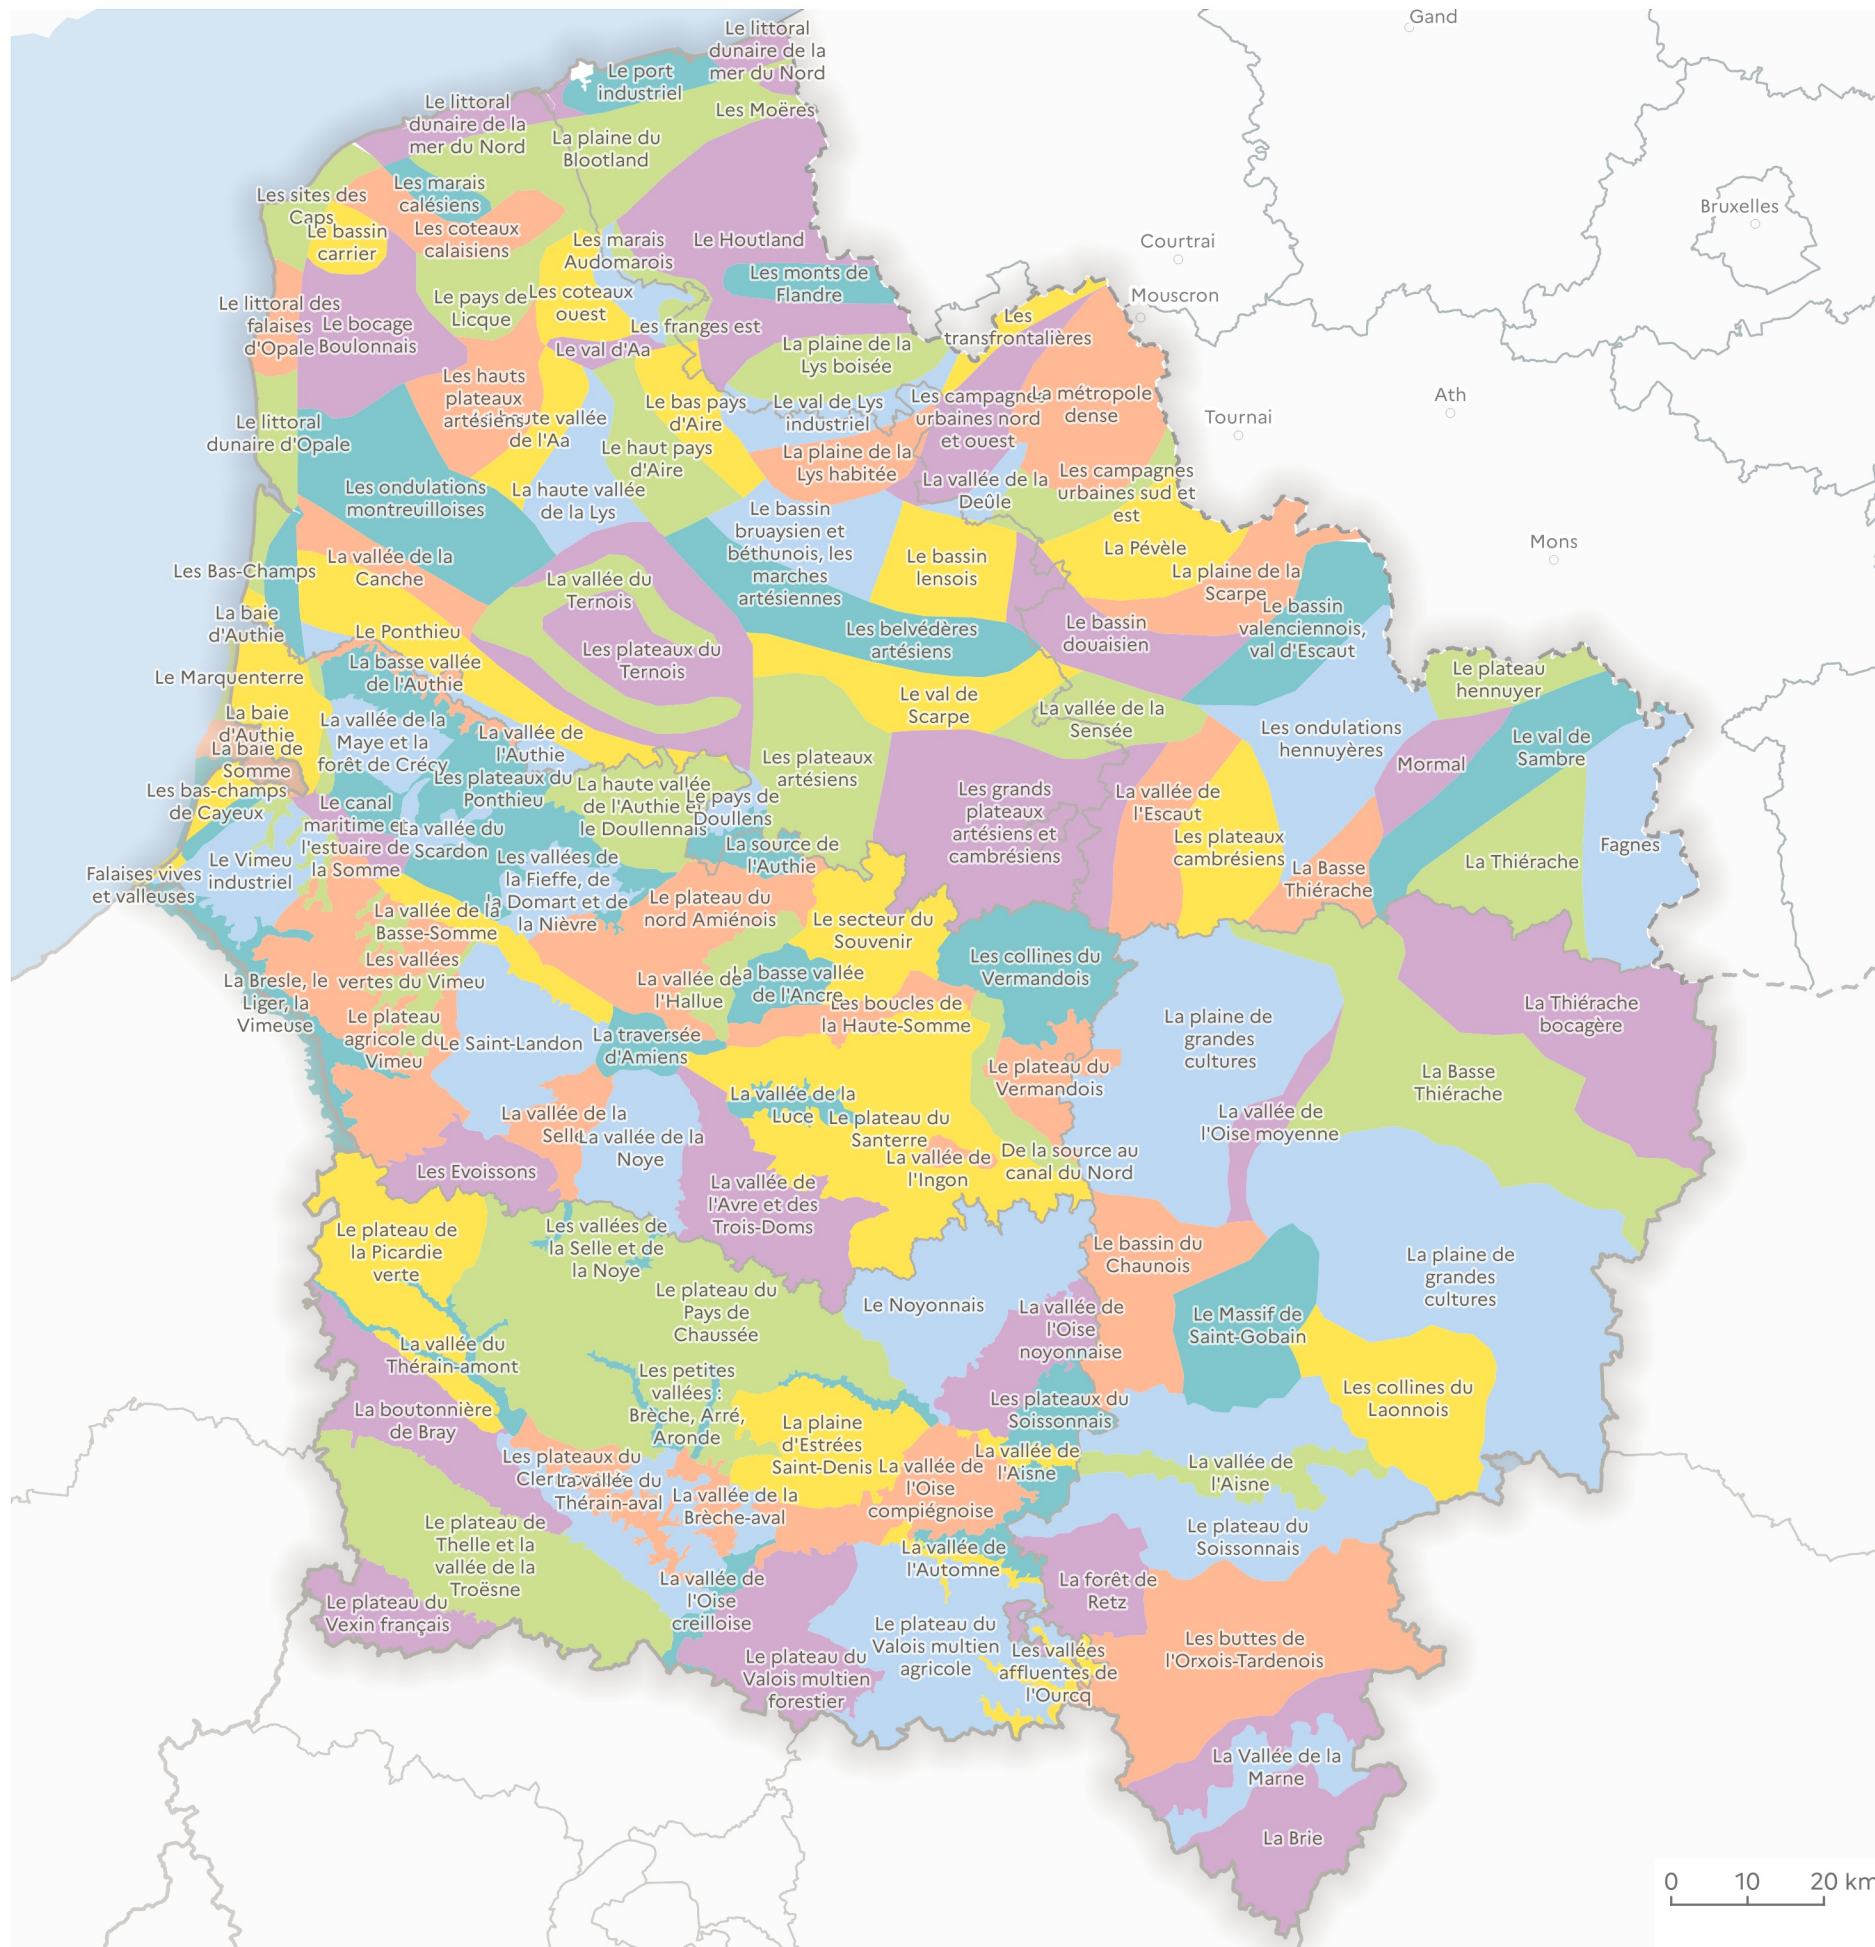 Gand
Le littoral
dunaire de la
mer du Nord
Le port
industriel
Le littoral
dunaire de la
mer du Nord
Les Moëres
La plaine du
Blootland
Les sites des
Caps
Les marais
calésiens
Bruxelles
Le bassin
carrier
Les coteaux
calaisiens
Les marais
Audomarois
Le Houtland
Courtrai
Les monts de
Flandre
Mouscron
Le littoral des
falaises
d'Opale
Le bocage
Boulonnais
Le pays de
Licque
Les coteaux
ouest
Les franges est
Les
transfrontalières
Le val d'Aa
La plaine de la
Lys boisée
Les hauts
plateaux
artésiens
haute vallée
de l'Aa
Le bas pays
d'Aire
Le val de Lys
industriel
Les campagnes
urbaines nord
et ouest
La métropole
dense
Ath
Tournai
Le littoral
dunaire d'Opale
Le haut pays
d'Aire
La plaine de la
Lys habitée
La vallée de la
Deûle
Les campagnes
urbaines sud et
est
Les ondulations
montreuilloises
La haute vallée
de la Lys
Le bassin
bruaysien et
béthunois, les
marches
artésiennes
Le bassin
lensois
La Pévèle
Mons
Les Bas-Champs
La vallée de la
Canche
La vallée du
Ternois
La plaine de la
Scarpe
La baie
d'Authie
Le Ponthieu
Les belvédères
artésiens
Le bassin
douaisien
Le bassin
valenciennois,
val d'Escaut
Les plateaux du
Ternois
Le Marquenterre
La basse vallée
de l'Authie
Le val de
Scarpe
Le plateau
hennuyer
La baie
d'Authie
La vallée de la
Maye et la
forêt de Crécy
La vallée de
l'Authie
La vallée de la
Sensée
Les ondulations
hennuyères
Mormal
Le val de
Sambre
La baie de
Somme
Les plateaux
artésiens
Les bas-champs
de Cayeux
Les plateaux du
Ponthieu
La haute vallée
de l'Authie et
le Doullennais
Le pays de
Doullens
Les grands
plateaux
artésiens et
cambrésiens
La vallée de
l'Escaut
Le canal
maritime et
l'estuaire de
la Somme
La vallée du
Scardon
La source de
l'Authie
Les plateaux
cambrésiens
La Basse
Thiérache
La Thiérache
Fagnes
Falaises vives
et valleuses
Le Vimeu
industriel
Les vallées de
la Fieffe, de
la Domart et de
la Nièvre
Le plateau du
nord Amiénois
La vallée de la
Basse-Somme
Le secteur du
Souvenir
Les vallées
vertes du Vimeu
La vallée de
l'Hallue
La basse vallée
de l'Ancre
Les collines du
Vermandois
La Bresle, le
Liger, la
Vimeuse
Le plateau
agricole du
Vimeu
Le Saint-Landon
La traversée
d'Amiens
Les boucles de
la Haute-Somme
La plaine de
grandes
cultures
La Thiérache
bocagère
Le plateau du
Vermandois
La Basse
Thiérache
La vallée de la
Luce
Le plateau du
Santerre
La vallée de la
Selle
La vallée de la
Noye
La vallée de
l'Oise moyenne
Les Evoissons
La vallée de
l'Ingon
De la source au
canal du Nord
La vallée de
l'Avre et des
Trois-Doms
Le plateau de
la Picardie
verte
Les vallées de
la Selle et de
la Noye
Le bassin du
Chaunois
La plaine de
grandes
cultures
Le plateau du
Pays de
Chaussée
Le Noyonnais
La vallée de
l'Oise
noyonnaise
Le Massif de
Saint-Gobain
La vallée du
Thérain-amont
Les petites
vallées :
Brèche, Arré,
Aronde
Les plateaux du
Soissonnais
Les collines du
Laonnois
La boutonnière
de Bray
La plaine
d'Estrées
Saint-Denis
Les plateaux du
La vallée du
Thérain-aval
La vallée de
l'Oise
compiégnoise
La vallée de
l'Aisne
La vallée de
l'Aisne
La vallée de la
Brèche-aval
Le plateau de
Thelle et la
vallée de la
Troësne
Le plateau du
Soissonnais
La vallée de
l'Automne
La vallée de
l'Oise
creilloise
La forêt de
Retz
Le plateau du
Vexin français
Le plateau du
Valois multien
agricole
Les vallées
affluentes de
l'Ourcq
Les buttes de
l'Orxois-Tardenois
Le plateau du
Valois multien
forestier
La Vallée de la
Marne
La Brie
0 10 20 km